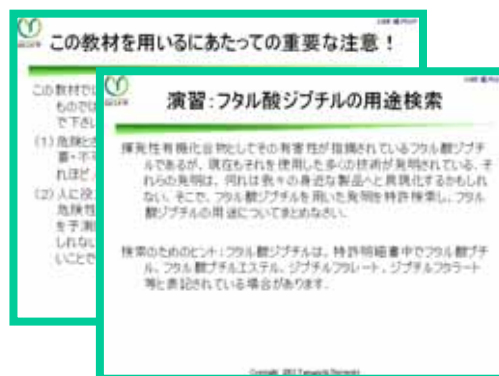 この教材を用いるにあたっての重要な注意！
この教材で
ものでは
で下さい
(1) 危険と
れほど
(2) 人に役
危険性
を予測
しれない
いことで
演習：フタル酸ジブチルの用途検索
揮発性有機化合物としてその有害性が指摘されているフタル酸ジブチ
ルであるが、現在もそれを使用した多くの技術が発明されている。そ
れらの発明は、何れは我々の身近な製品へと具現化するかもしれ
ない。そこで、フタル酸ジブチルを用いた発明を特許検索し、フタル
酸ジブチルの用途についてまとめなさい。
検索のためのヒント：フタル酸ジブチルは、特許明細書中でフタル酸ブチ
ル、フタル酸ブチルエステル、ジブチルフタレート、ジブチルフタラート
等と表記されている場合があります。